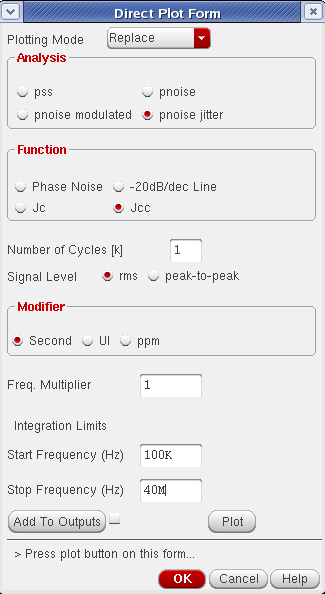 Direct Plot Form
Plotting Mode Replace
Analysis
pss pnoise
pnoise modulated pnoise jitter
Function
Phase Noise -20dB/dec Line
Jc Jcc
Number of Cycles [k] 1
Signal Level rms peak-to-peak
Modifier
Second UI ppm
Freq. Multiplier 1
Integration Limits
Start Frequency (Hz) 100K
Stop Frequency (Hz) 40M
Add To Outputs Plot
> Press plot button on this form...
OK Cancel Help